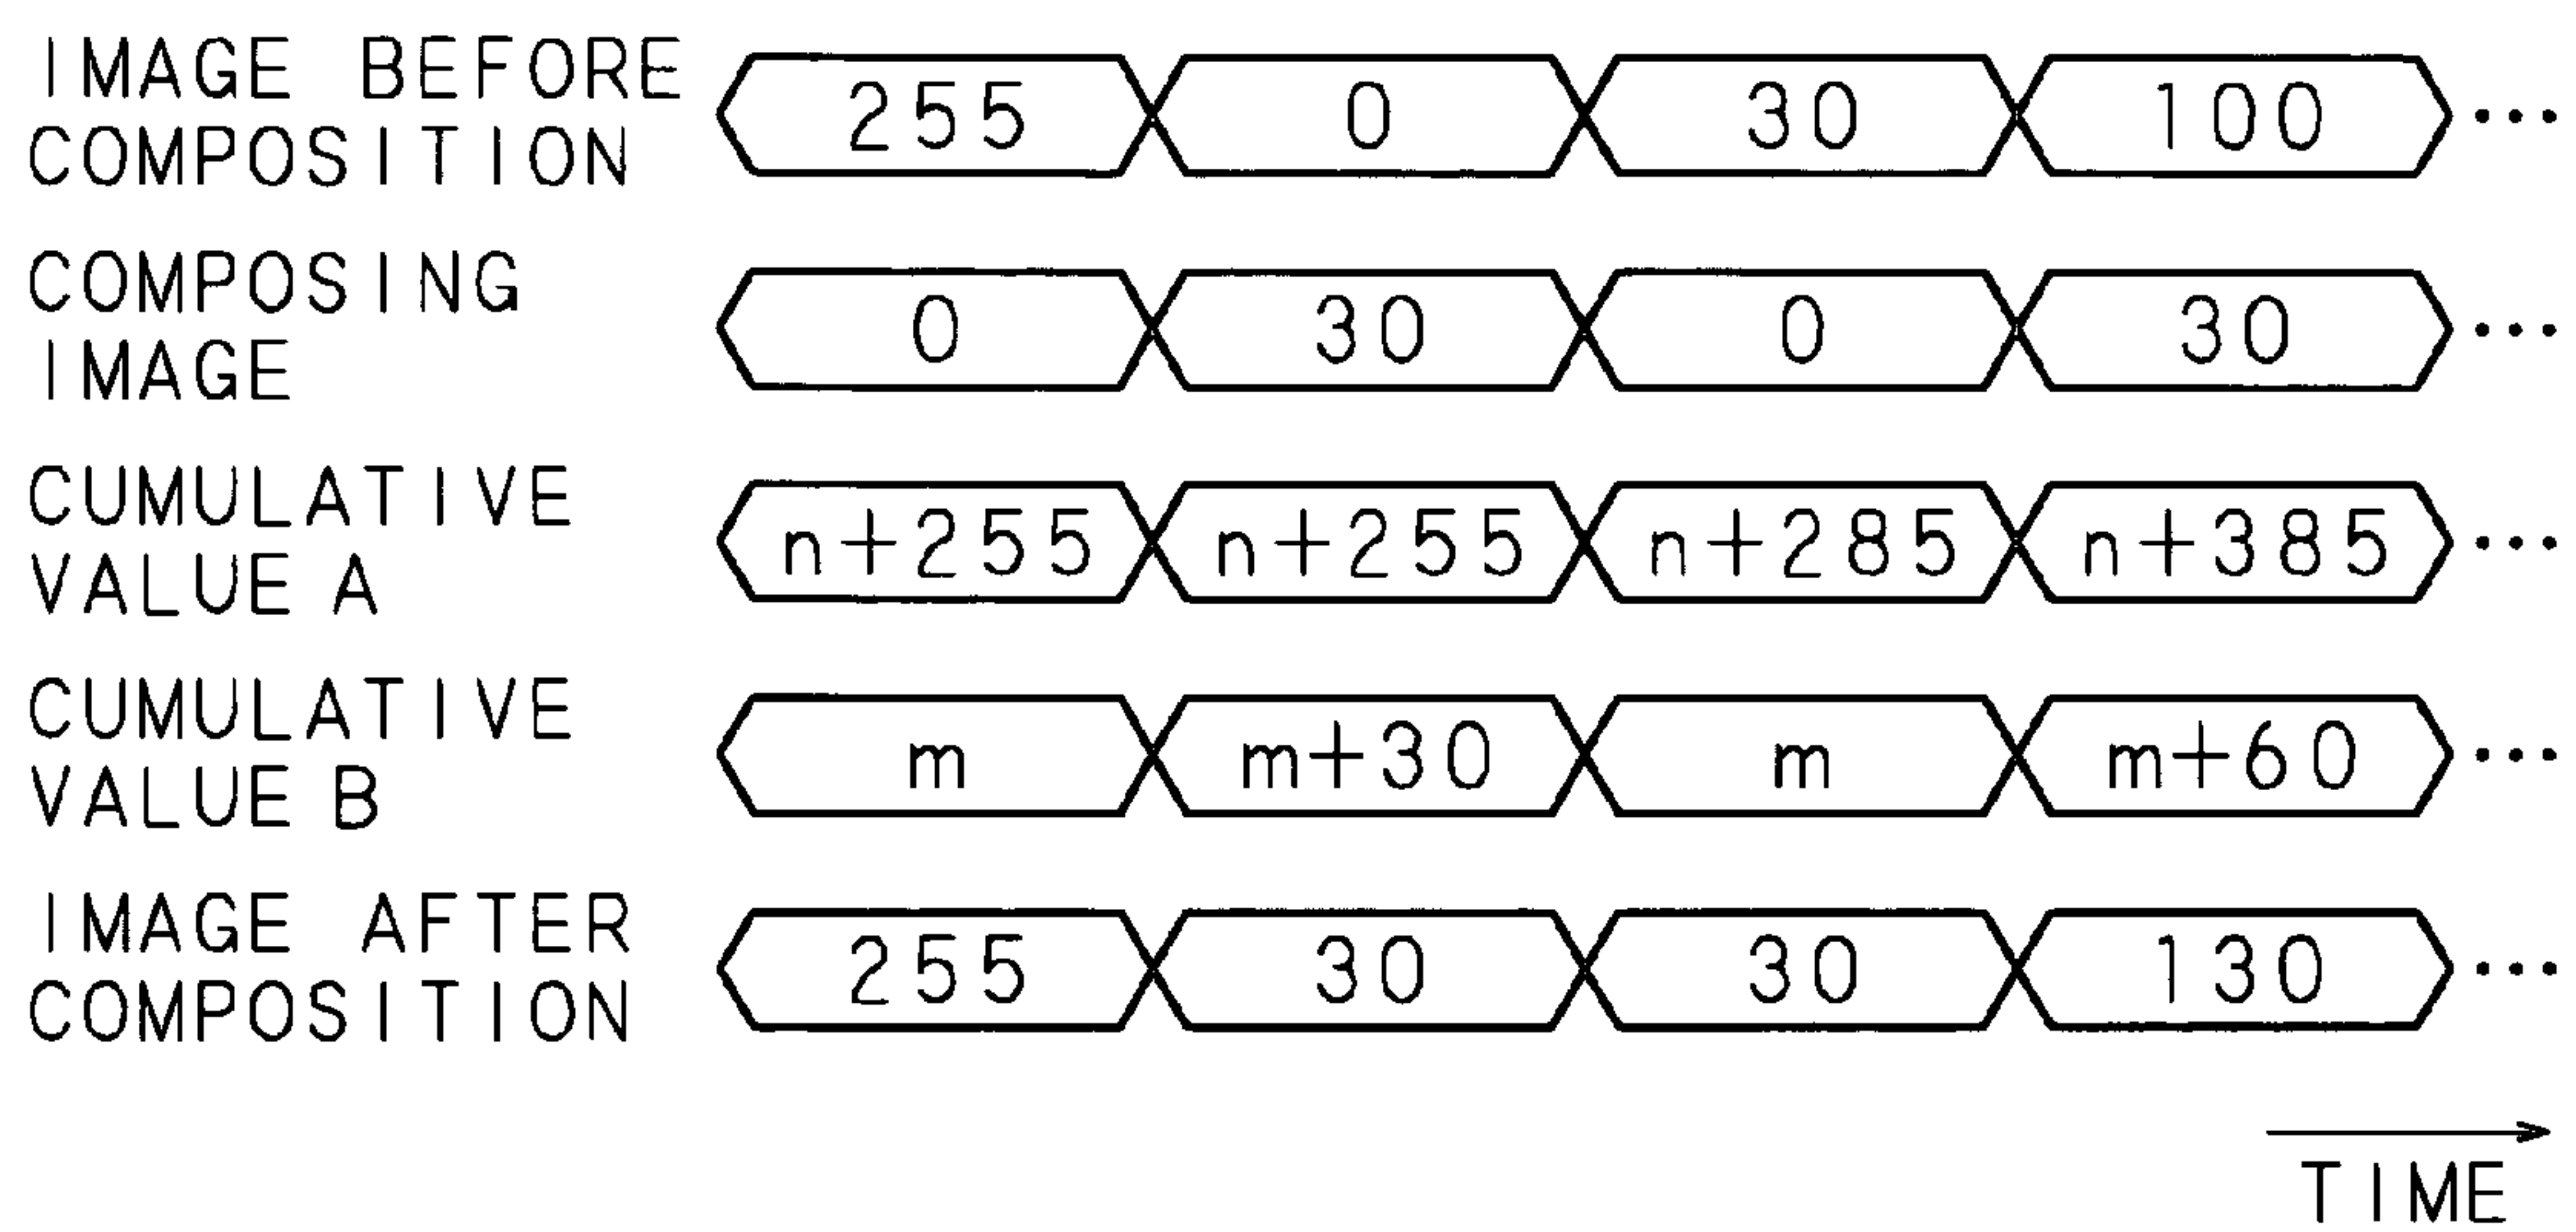 IMAGE BEFORE
COMPOSITION
255 0 30 100 ...
COMPOSING
IMAGE
0 30 0 30 ...
CUMULATIVE
VALUE A
n+255 n+255 n+285 n+385 ...
CUMULATIVE
VALUE B
m m+30 m m+60 ...
IMAGE AFTER
COMPOSITION
255 30 30 130 ...
TIME